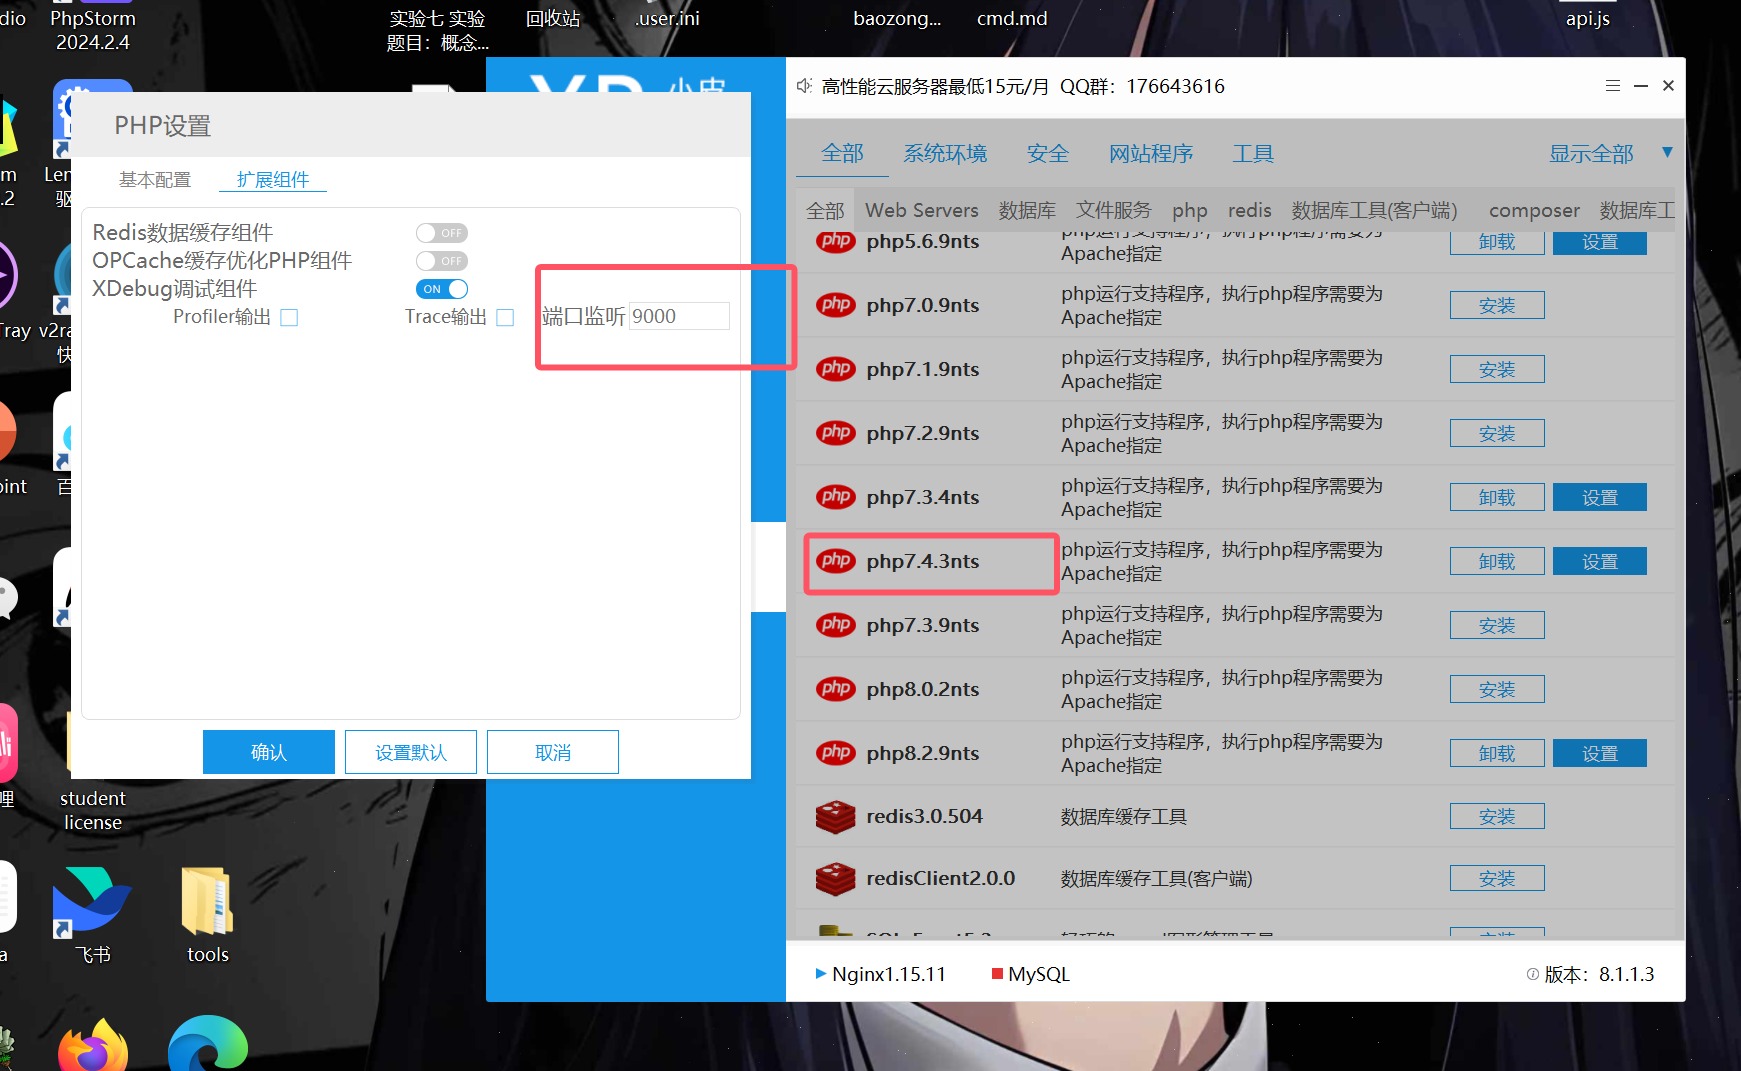 dio
PhpStorm
2024.2.4
实验七 实验
题目：概念...
回收站
.user.ini
baozong...
cmd.md
api.js
m
.2
Len
驱
Tray
v2ra
快
oint
百
哩
student
license
a
飞书
tools
小皮
高性能云服务器最低15元/月 QQ群：176643616
全部 系统环境 安全 网站程序 工具 显示全部
全部 Web Servers 数据库 文件服务 php redis 数据库工具(客户端) composer 数据库工
php php5.6.9nts php运行支持程序，执行php程序需要为
Apache指定 卸载 设置
php php7.0.9nts php运行支持程序，执行php程序需要为
Apache指定 安装
php php7.1.9nts php运行支持程序，执行php程序需要为
Apache指定 安装
php php7.2.9nts php运行支持程序，执行php程序需要为
Apache指定 安装
php php7.3.4nts php运行支持程序，执行php程序需要为
Apache指定 卸载 设置
php php7.4.3nts php运行支持程序，执行php程序需要为
Apache指定 卸载 设置
php php7.3.9nts php运行支持程序，执行php程序需要为
Apache指定 安装
php php8.0.2nts php运行支持程序，执行php程序需要为
Apache指定 安装
php php8.2.9nts php运行支持程序，执行php程序需要为
Apache指定 卸载 设置
redis3.0.504 数据库缓存工具 安装
redisClient2.0.0 数据库缓存工具(客户端) 安装
Nginx1.15.11 MySQL 版本：8.1.1.3
PHP设置
基本配置 扩展组件
Redis数据缓存组件 OFF
OPCache缓存优化PHP组件 OFF
XDebug调试组件 ON
Profiler输出 Trace输出 端口监听 9000
确认 设置默认 取消